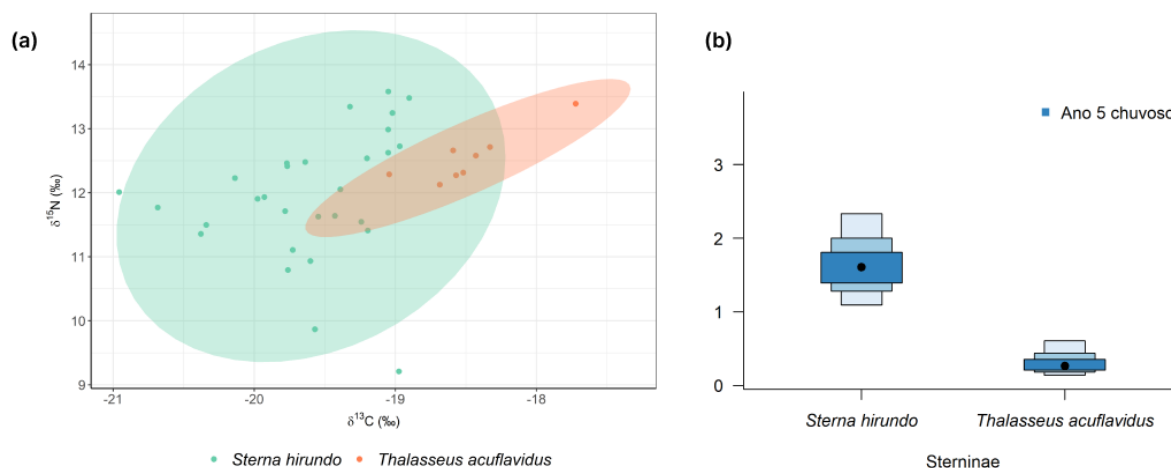 (a)
14
13
12
11
10
9
δ¹⁵N (‰)
-21
-20
-19
-18
δ¹³C (‰)
Sterna hirundo
Thalasseus acuflavidus
(b)
Ano 5 chuvoso
3
2
1
0
Sterna hirundo
Thalasseus acuflavidus
Sterninae